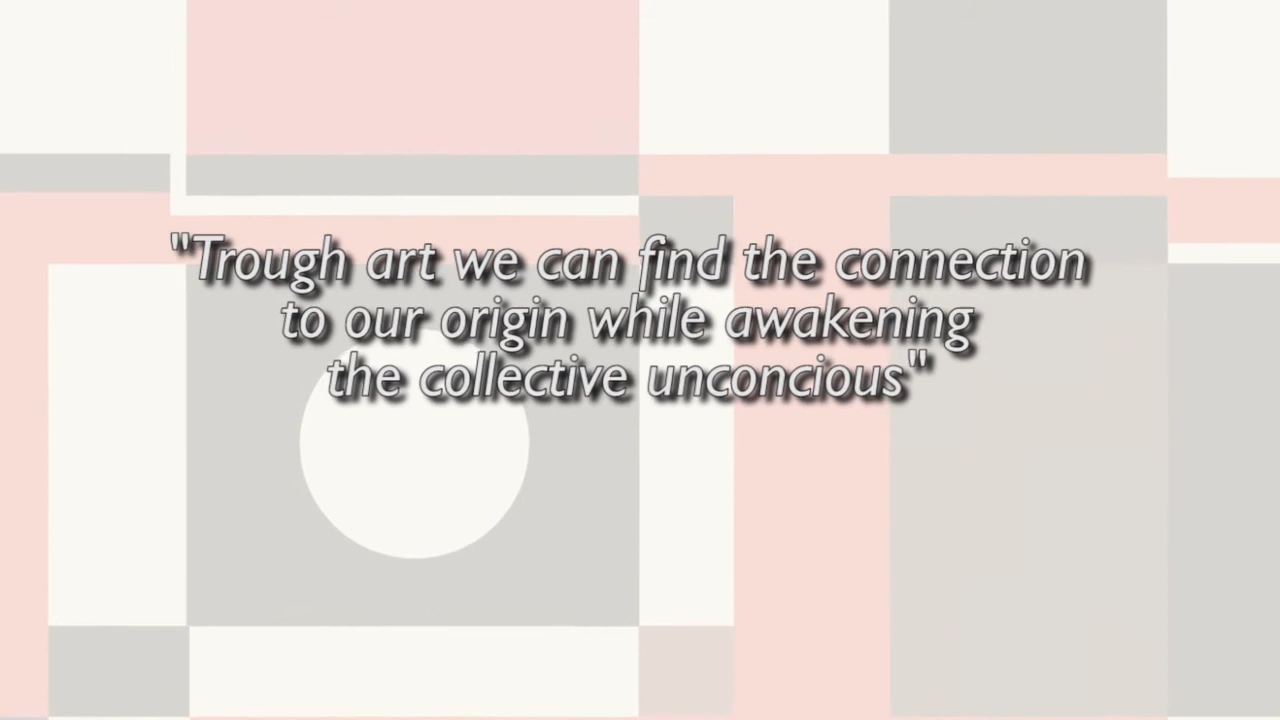 "Trough art we can find the connection
to our origin while awakening
the collective unconcious"